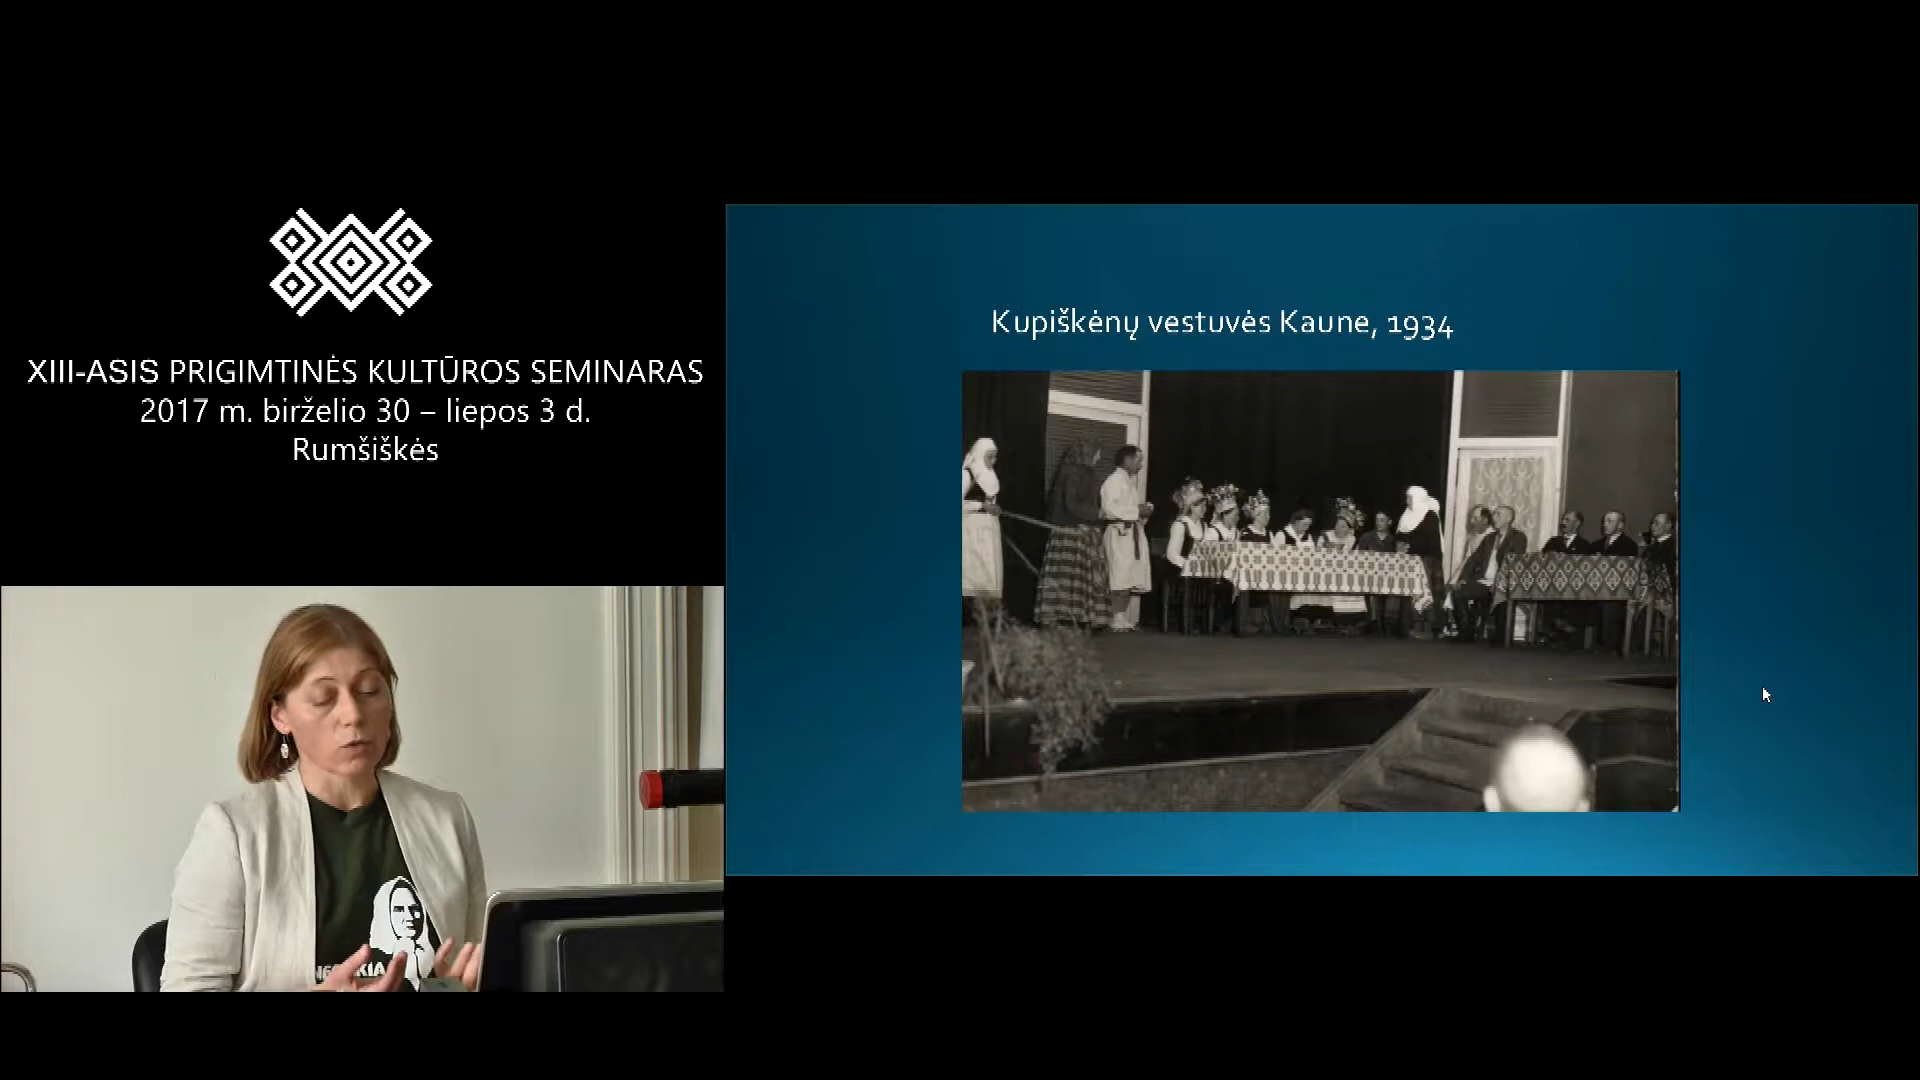 XIII-ASIS PRIGIMTINĖS KULTŪROS SEMINARAS
2017 m. birželio 30 – liepos 3 d.
Rumšiškės
Kupiškėnų vestuvės Kaune, 1934